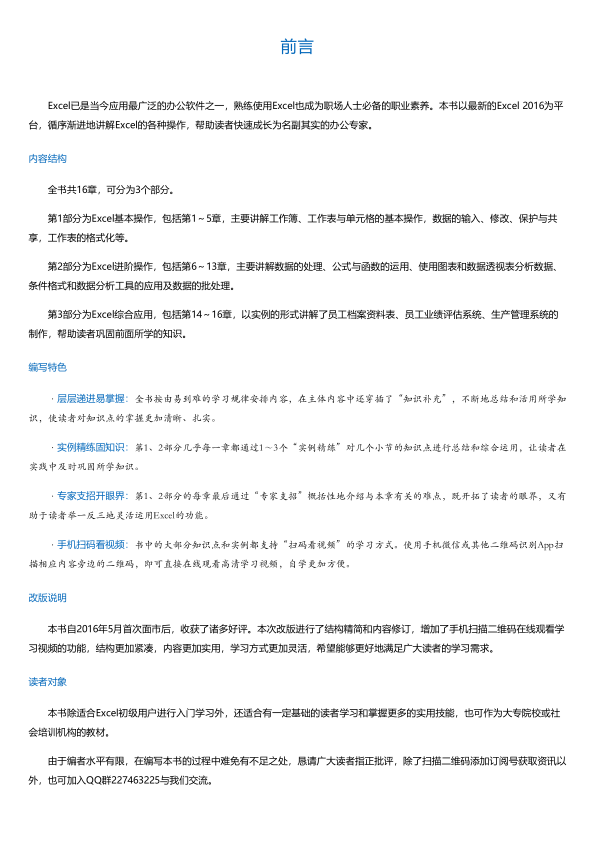 前言
Excel已是当今应用最广泛的办公软件之一，熟练使用Excel也成为职场人士必备的职业素养。本书以最新的Excel 2016为平
台，循序渐进地讲解Excel的各种操作，帮助读者快速成长为名副其实的办公专家。
内容结构
全书共16章，可分为3个部分。
第1部分为Excel基本操作，包括第1～5章，主要讲解工作簿、工作表与单元格的基本操作，数据的输入、修改、保护与共
享，工作表的格式化等。
第2部分为Excel进阶操作，包括第6～13章，主要讲解数据的处理、公式与函数的运用、使用图表和数据透视表分析数据、
条件格式和数据分析工具的应用及数据的批处理。
第3部分为Excel综合应用，包括第14～16章，以实例的形式讲解了员工档案资料表、员工业绩评估系统、生产管理系统的
制作，帮助读者巩固前面所学的知识。
编写特色
· 层层递进易掌握：全书按由易到难的学习规律安排内容，在主体内容中还穿插了“知识补充”，不断地总结和活用所学知
识，使读者对知识点的掌握更加清晰、扎实。
· 实例精练固知识：第1、2部分几乎每一章都通过1～3个“实例精练”对几个小节的知识点进行总结和综合运用，让读者在
实践中及时巩固所学知识。
· 专家支招开眼界：第1、2部分的每章最后通过“专家支招”概括性地介绍与本章有关的难点，既开拓了读者的眼界，又有
助于读者举一反三地灵活运用Excel的功能。
· 手机扫码看视频：书中的大部分知识点和实例都支持“扫码看视频”的学习方式。使用手机微信或其他二维码识别App扫
描相应内容旁边的二维码，即可直接在线观看高清学习视频，自学更加方便。
改版说明
本书自2016年5月首次面市后，收获了诸多好评。本次改版进行了结构精简和内容修订，增加了手机扫描二维码在线观看学
习视频的功能，结构更加紧凑，内容更加实用，学习方式更加灵活，希望能够更好地满足广大读者的学习需求。
读者对象
本书除适合Excel初级用户进行入门学习外，还适合有一定基础的读者学习和掌握更多的实用技能，也可作为大专院校或社
会培训机构的教材。
由于编者水平有限，在编写本书的过程中难免有不足之处，恳请广大读者指正批评，除了扫描二维码添加订阅号获取资讯以
外，也可加入QQ群227463225与我们交流。